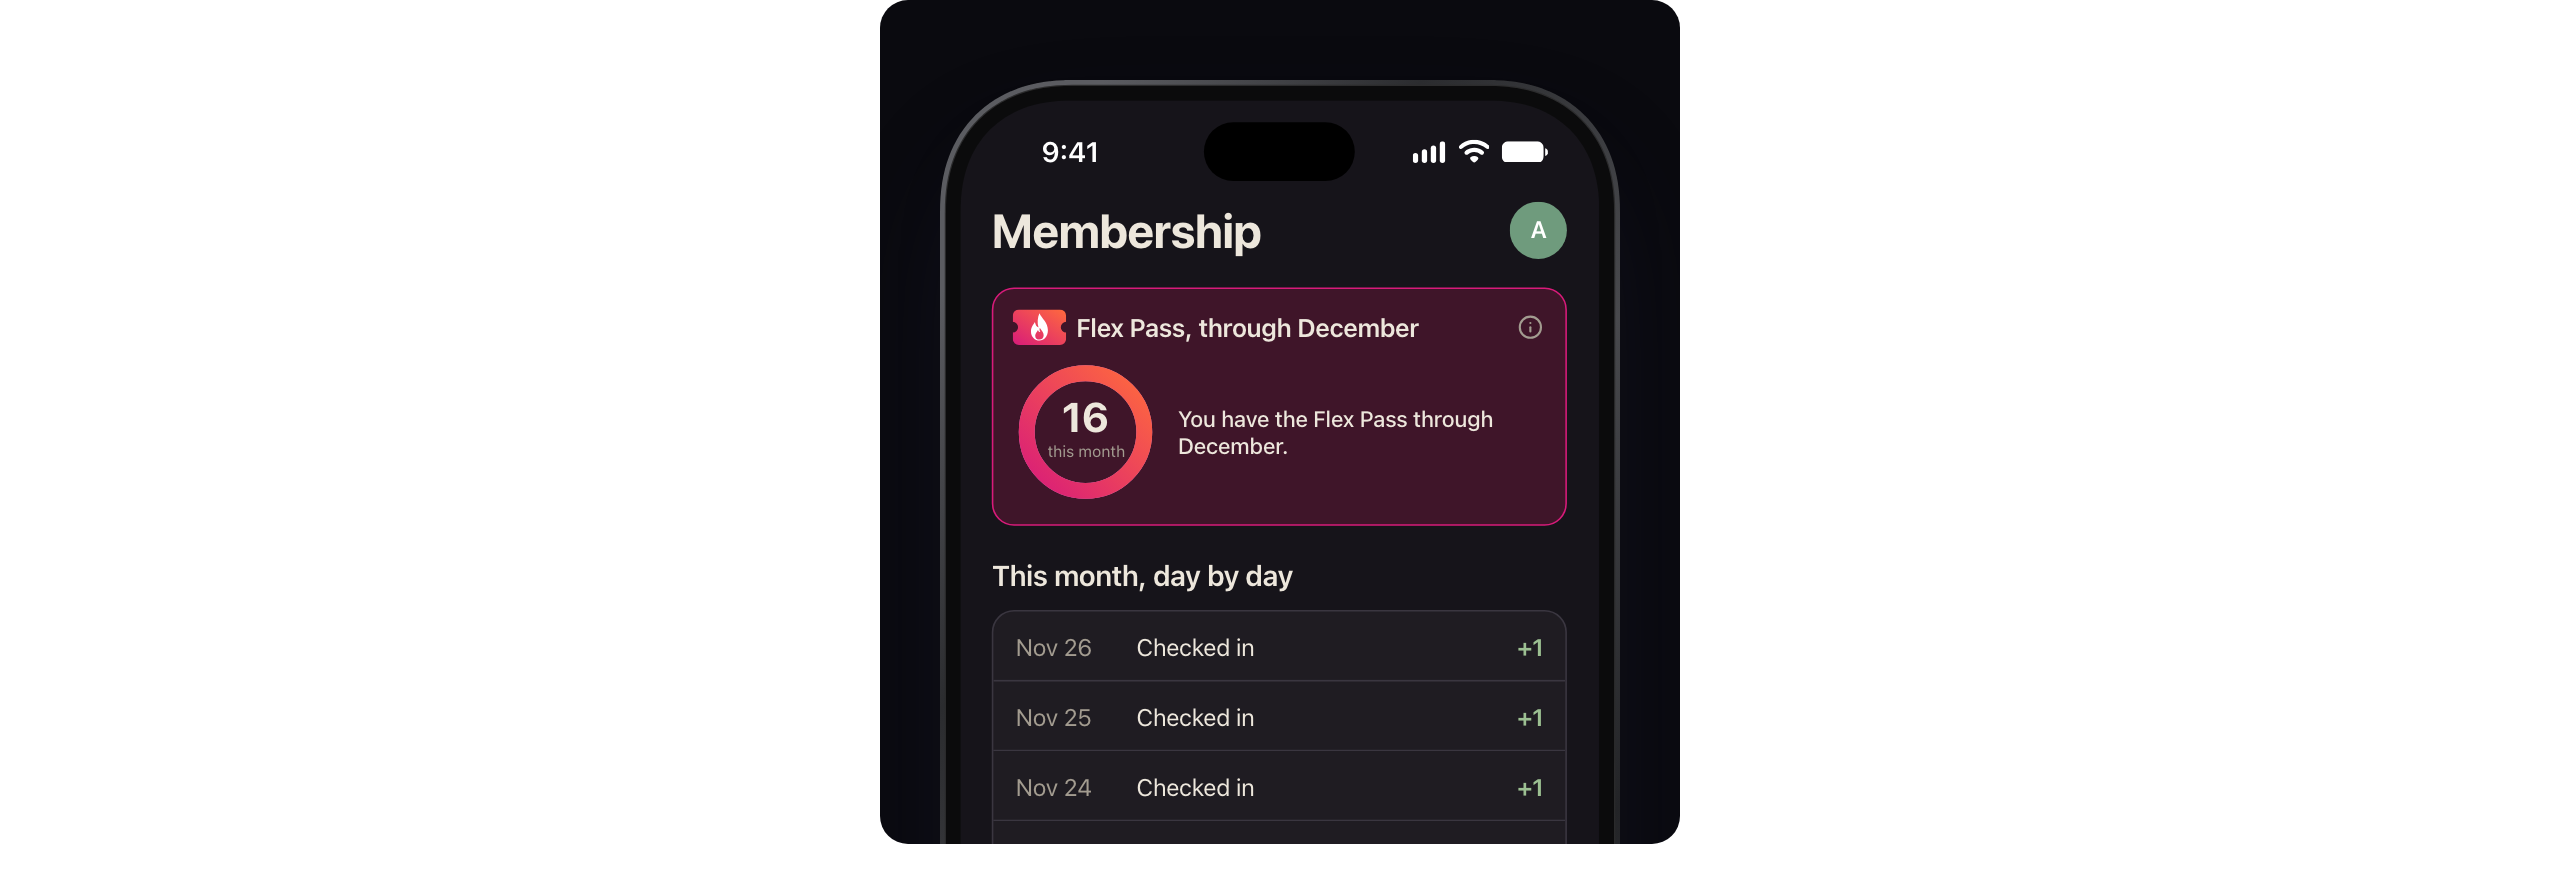 9:41
Membership
A
Flex Pass, through December
16
this month
You have the Flex Pass through
December.
This month, day by day
Nov 26 Checked in +1
Nov 25 Checked in +1
Nov 24 Checked in +1